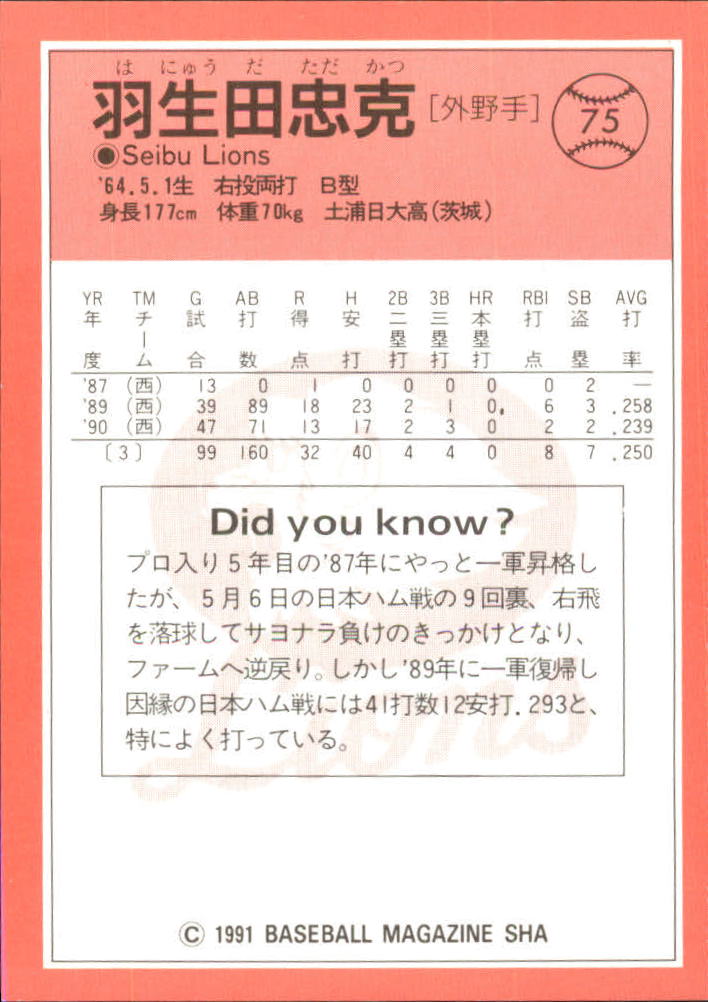 は にゅう だ ただ かつ
羽生田忠克 [外野手] 75
◉Seibu Lions
'64.5.1生 右投両打 B型
身長177cm 体重70kg 土浦日大高(茨城)
YR TM G AB R H 2B 3B HR RBI SB AVG
年度 チーム 試合 打数 得点 安打 二塁打 三塁打 本塁打 打点 盗塁 打率
'87 (西) 13 0 1 0 0 0 0 0 2 —
'89 (西) 39 89 18 23 2 1 0 6 3 .258
'90 (西) 47 71 13 17 2 3 0 2 2 .239
〔3〕 99 160 32 40 4 4 0 8 7 .250
Did you know?
プロ入り5年目の'87年にやっと一軍昇格し
たが、5月6日の日本ハム戦の9回裏、右飛
を落球してサヨナラ負けのきっかけとなり、
ファームへ逆戻り。しかし'89年に一軍復帰し
因縁の日本ハム戦には41打数12安打.293と、
特によく打っている。
Lions
© 1991 BASEBALL MAGAZINE SHA